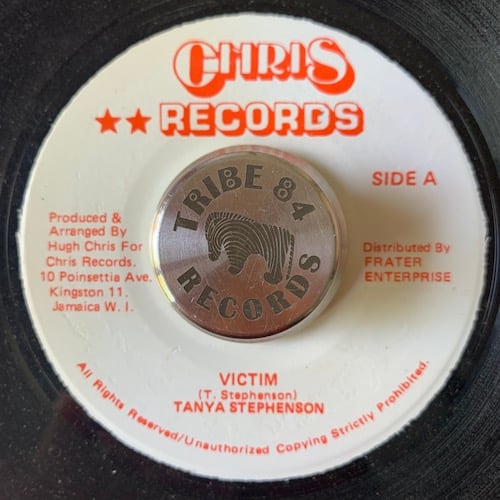 CHRIS
★★ RECORDS
SIDE A
Produced &
Arranged By
Hugh Chris For
Chris Records.
10 Poinsettia Ave.
Kingston 11.
Jamaica W. I.
TRIBE 84
RECORDS
Distributed By
FRATER
ENTERPRISE
VICTIM
(T. Stephenson)
TANYA STEPHENSON
All Rights Reserved/Unauthorized Copying Strictly Prohibited.